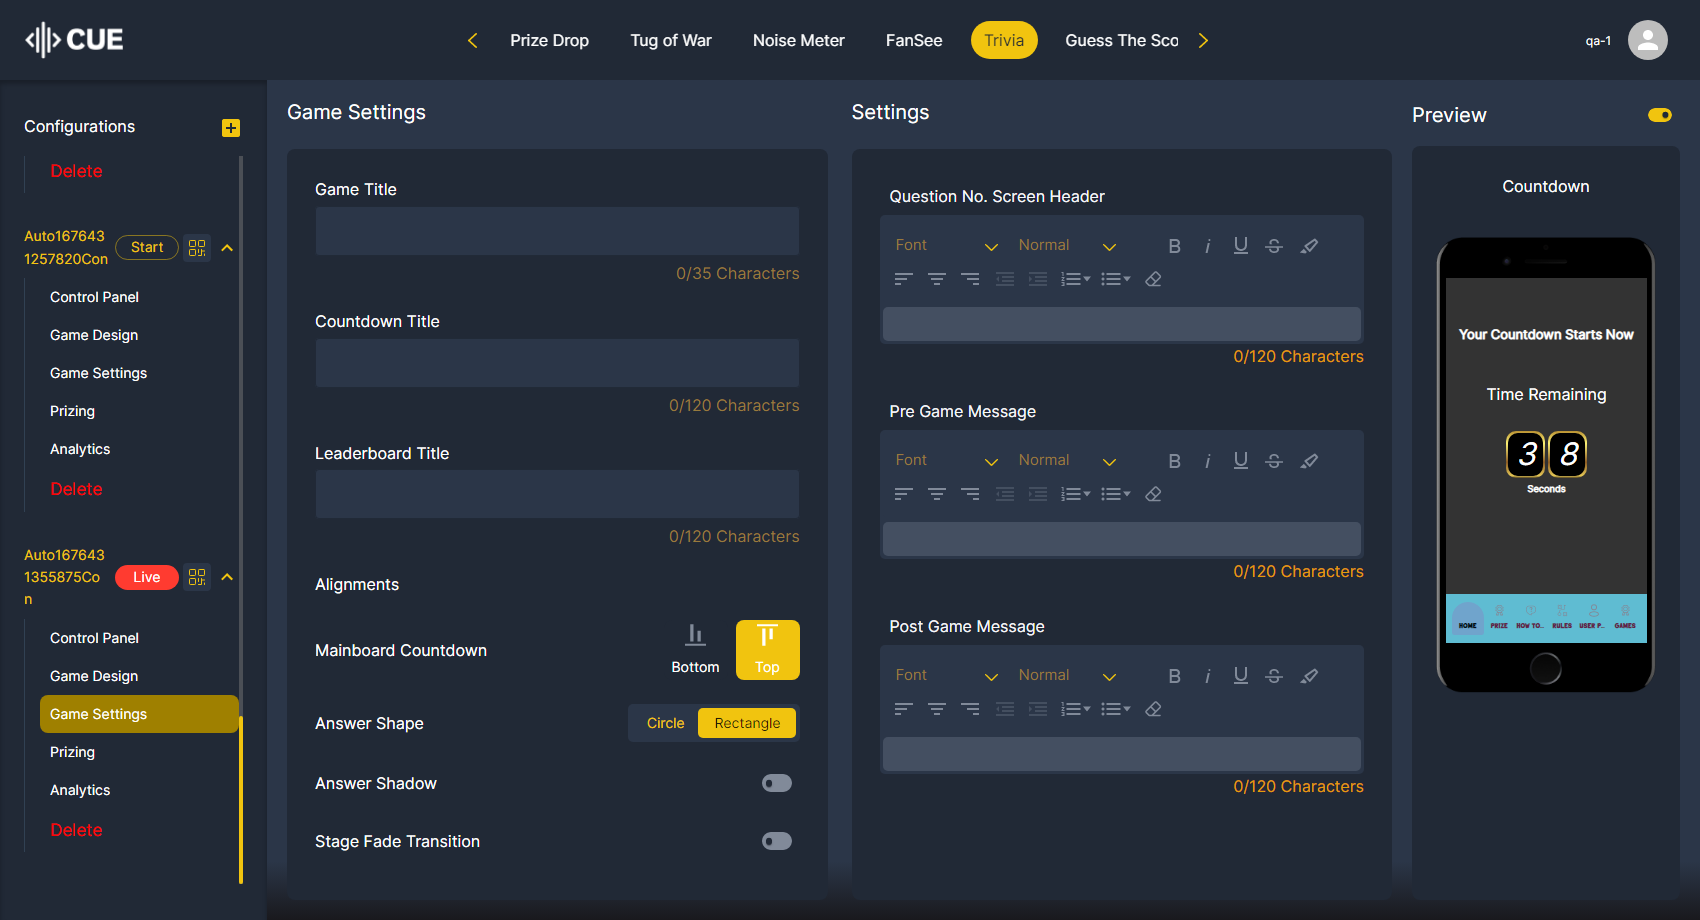 CUE
Prize Drop
Tug of War
Noise Meter
FanSee
Trivia
Guess The Sco
qa-1
Configurations
Delete
Auto167643
1257820Con
Start
Control Panel
Game Design
Game Settings
Prizing
Analytics
Delete
Auto167643
1355875Co
n
Live
Control Panel
Game Design
Game Settings
Prizing
Analytics
Delete
Game Settings
Game Title
0/35 Characters
Countdown Title
0/120 Characters
Leaderboard Title
0/120 Characters
Alignments
Mainboard Countdown
Bottom
Top
Answer Shape
Circle
Rectangle
Answer Shadow
Stage Fade Transition
Settings
Question No. Screen Header
Font
Normal
B i U S
0/120 Characters
Pre Game Message
Font
Normal
B i U S
0/120 Characters
Post Game Message
Font
Normal
B i U S
0/120 Characters
Preview
Countdown
Your Countdown Starts Now
Time Remaining
3 8
Seconds
HOME
PRIZE
HOW TO..
RULES
USER P..
GAMES